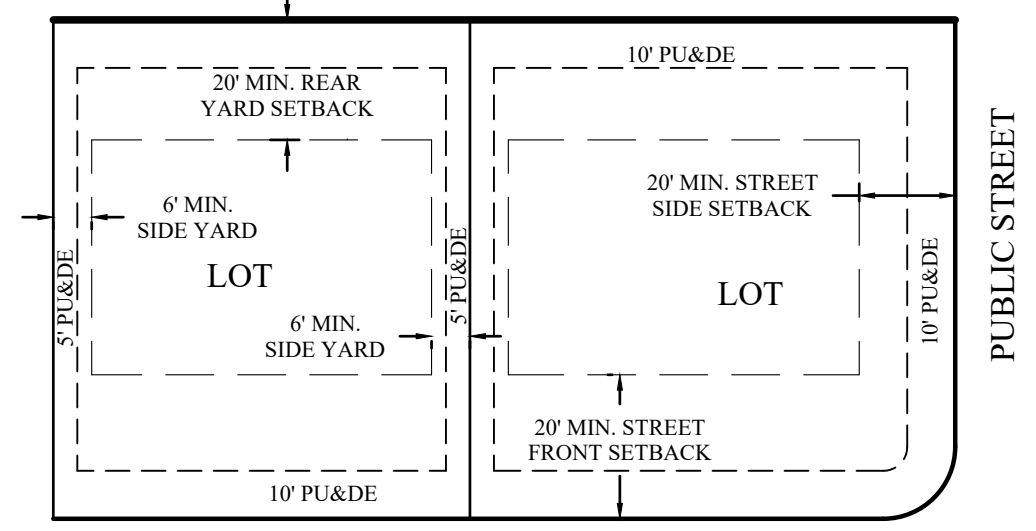 10' PU&DE
20' MIN. REAR
YARD SETBACK
20' MIN. STREET
SIDE SETBACK
6' MIN.
SIDE YARD
LOT
LOT
5' PU&DE
5' PU&DE
10' PU&DE
PUBLIC STREET
6' MIN.
SIDE YARD
20' MIN. STREET
FRONT SETBACK
10' PU&DE